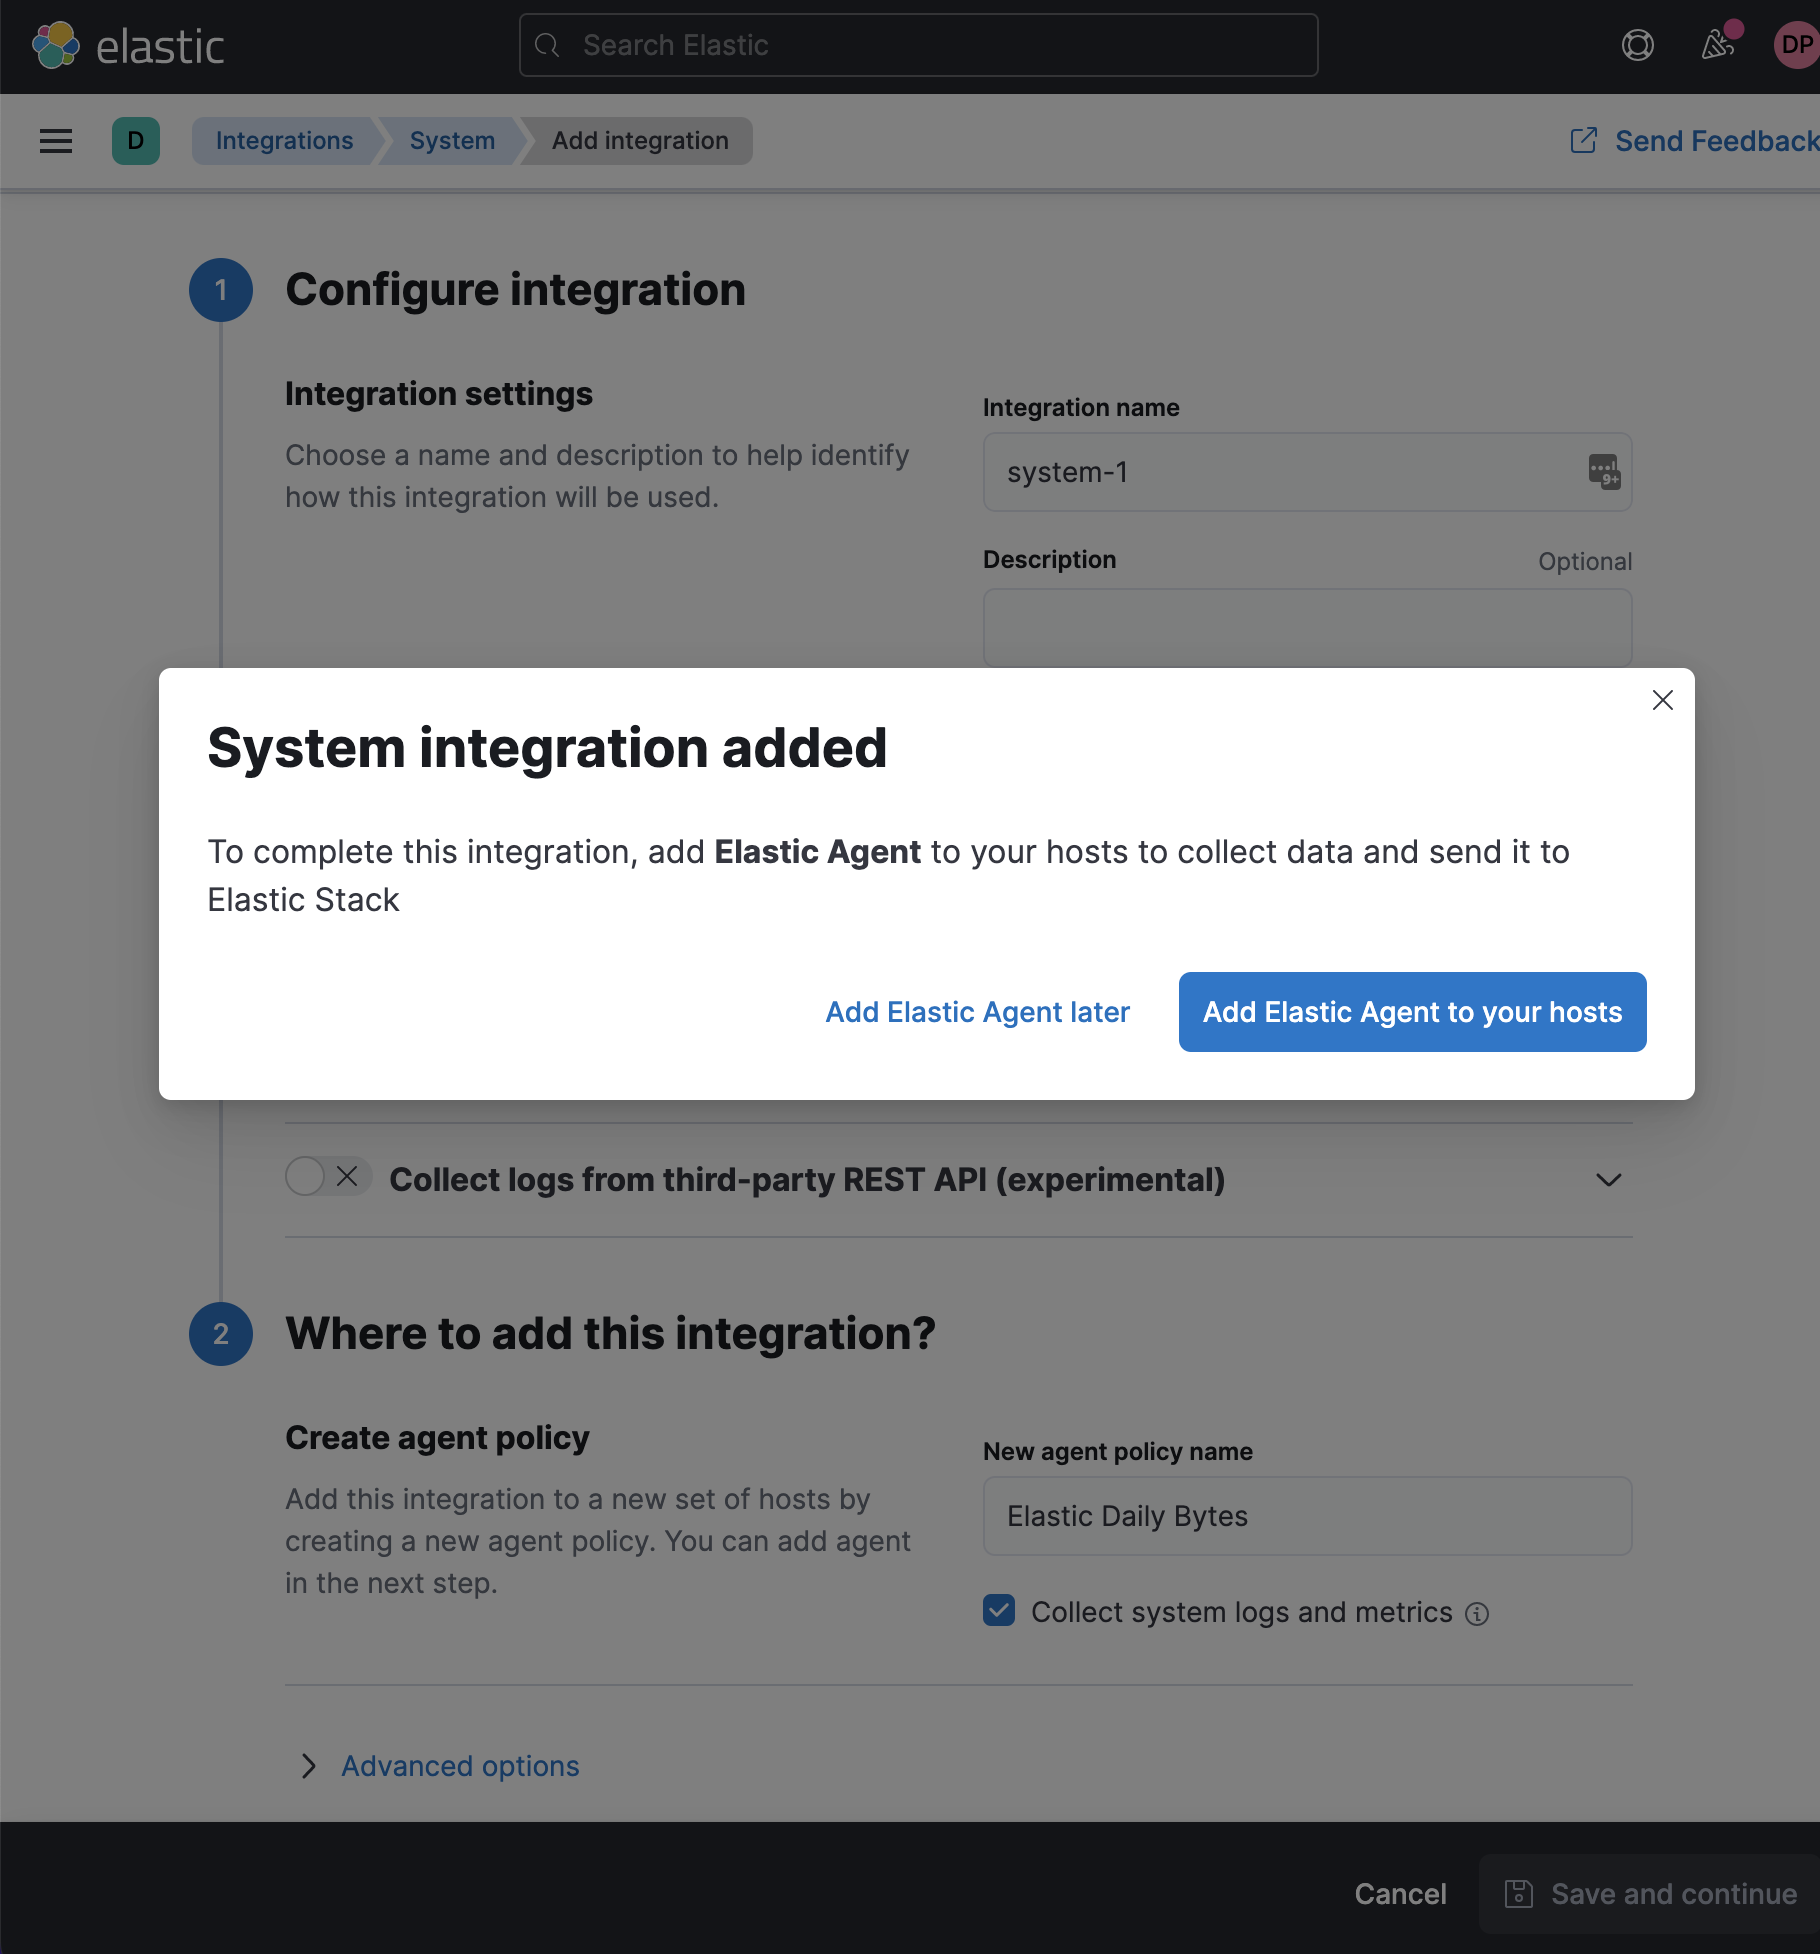 elastic
Search Elastic
DP
D
Integrations
System
Add integration
Send Feedback
1
Configure integration
Integration settings
Choose a name and description to help identify
how this integration will be used.
Integration name
system-1
9+
Description
Optional
System integration added
To complete this integration, add Elastic Agent to your hosts to collect data and send it to
Elastic Stack
Add Elastic Agent later
Add Elastic Agent to your hosts
Collect logs from third-party REST API (experimental)
2
Where to add this integration?
Create agent policy
Add this integration to a new set of hosts by
creating a new agent policy. You can add agent
in the next step.
New agent policy name
Elastic Daily Bytes
Collect system logs and metrics
Advanced options
Cancel
Save and continue